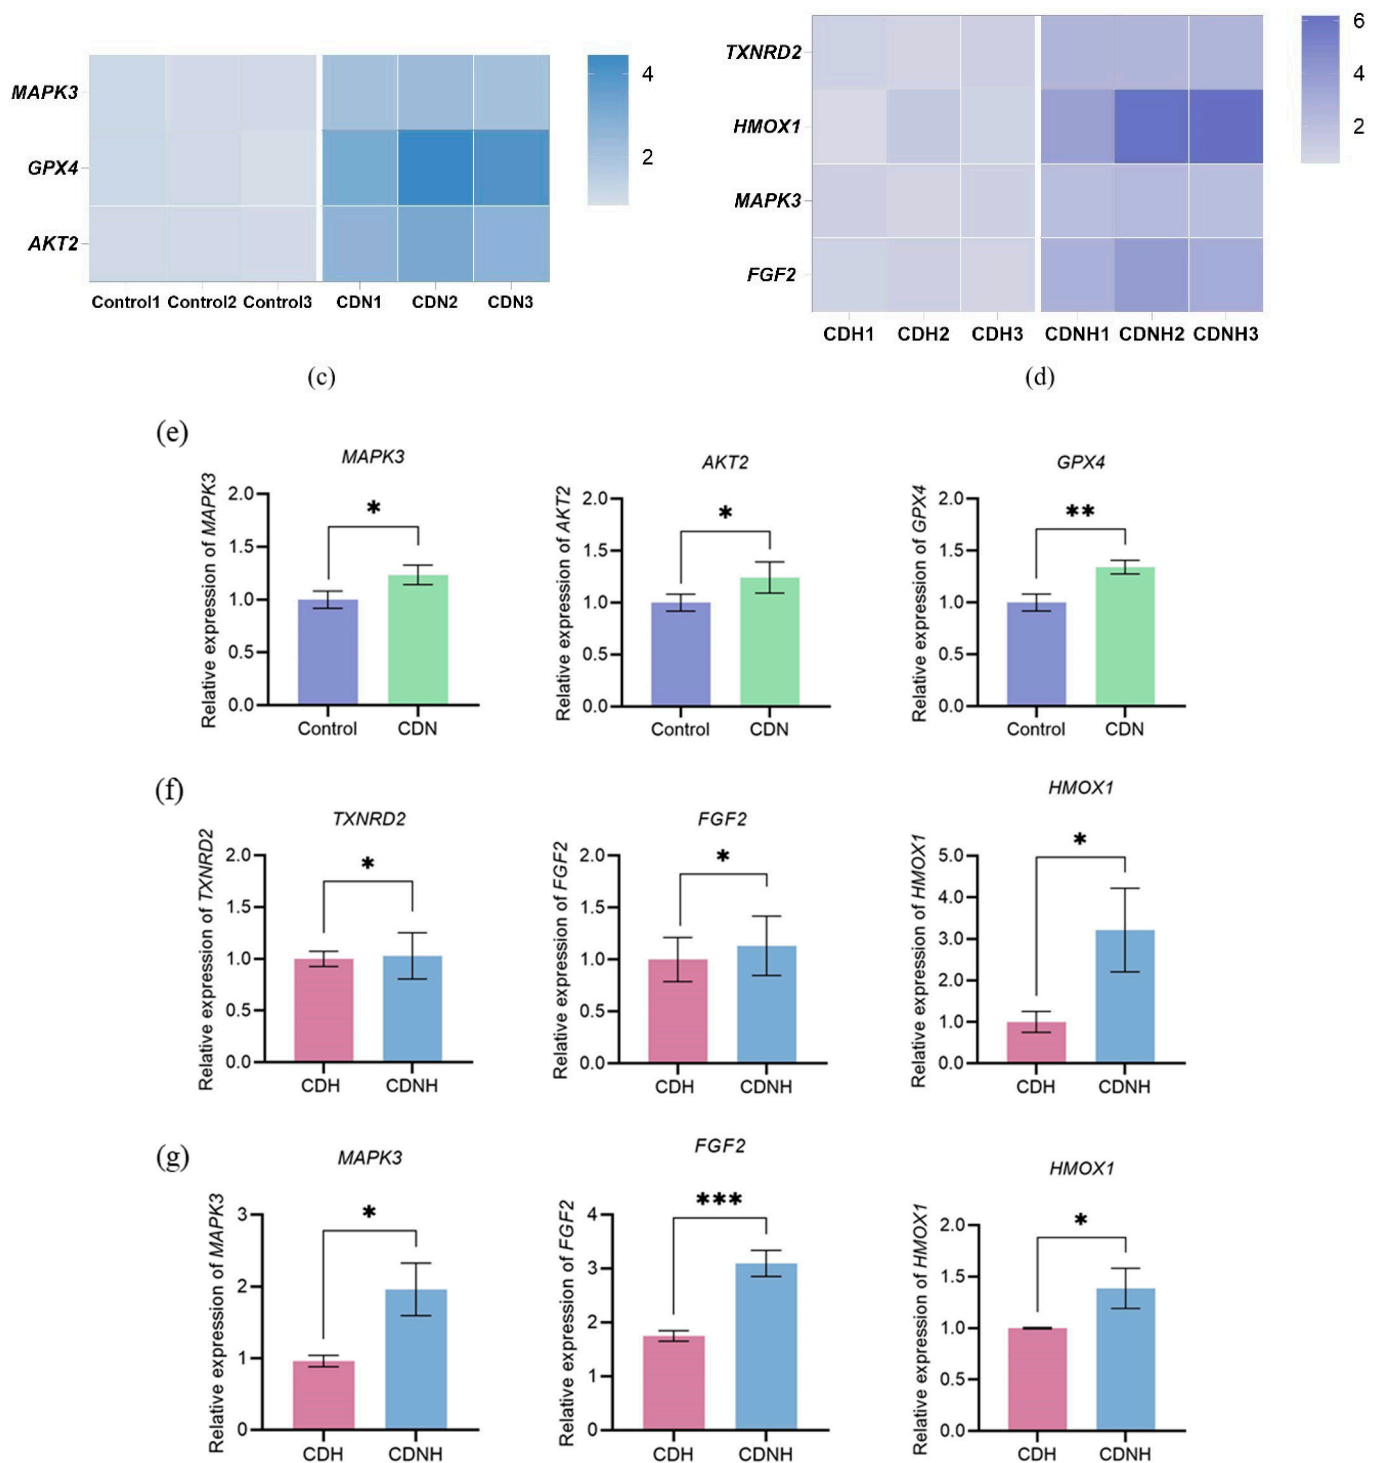 MAPK3
GPX4
AKT2
Control1 Control2 Control3 CDN1 CDN2 CDN3
4
2
(c)
TXNRD2
HMOX1
MAPK3
FGF2
CDH1 CDH2 CDH3 CDNH1 CDNH2 CDNH3
6
4
2
(d)
(e)
MAPK3
Relative expression of MAPK3
2.0
1.5
1.0
0.5
0.0
*
Control CDN
AKT2
Relative expression of AKT2
2.0
1.5
1.0
0.5
0.0
*
Control CDN
GPX4
Relative expression of GPX4
2.0
1.5
1.0
0.5
0.0
**
Control CDN
(f)
TXNRD2
Relative expression of TXNRD2
2.0
1.5
1.0
0.5
0.0
*
CDH CDNH
FGF2
Relative expression of FGF2
2.0
1.5
1.0
0.5
0.0
*
CDH CDNH
HMOX1
Relative expression of HMOX1
5.0
4.0
3.0
2.0
1.0
0.0
*
CDH CDNH
(g)
MAPK3
Relative expression of MAPK3
3
2
1
0
*
CDH CDNH
FGF2
Relative expression of FGF2
4
3
2
1
0
***
CDH CDNH
HMOX1
Relative expression of HMOX1
2.0
1.5
1.0
0.5
0.0
*
CDH CDNH